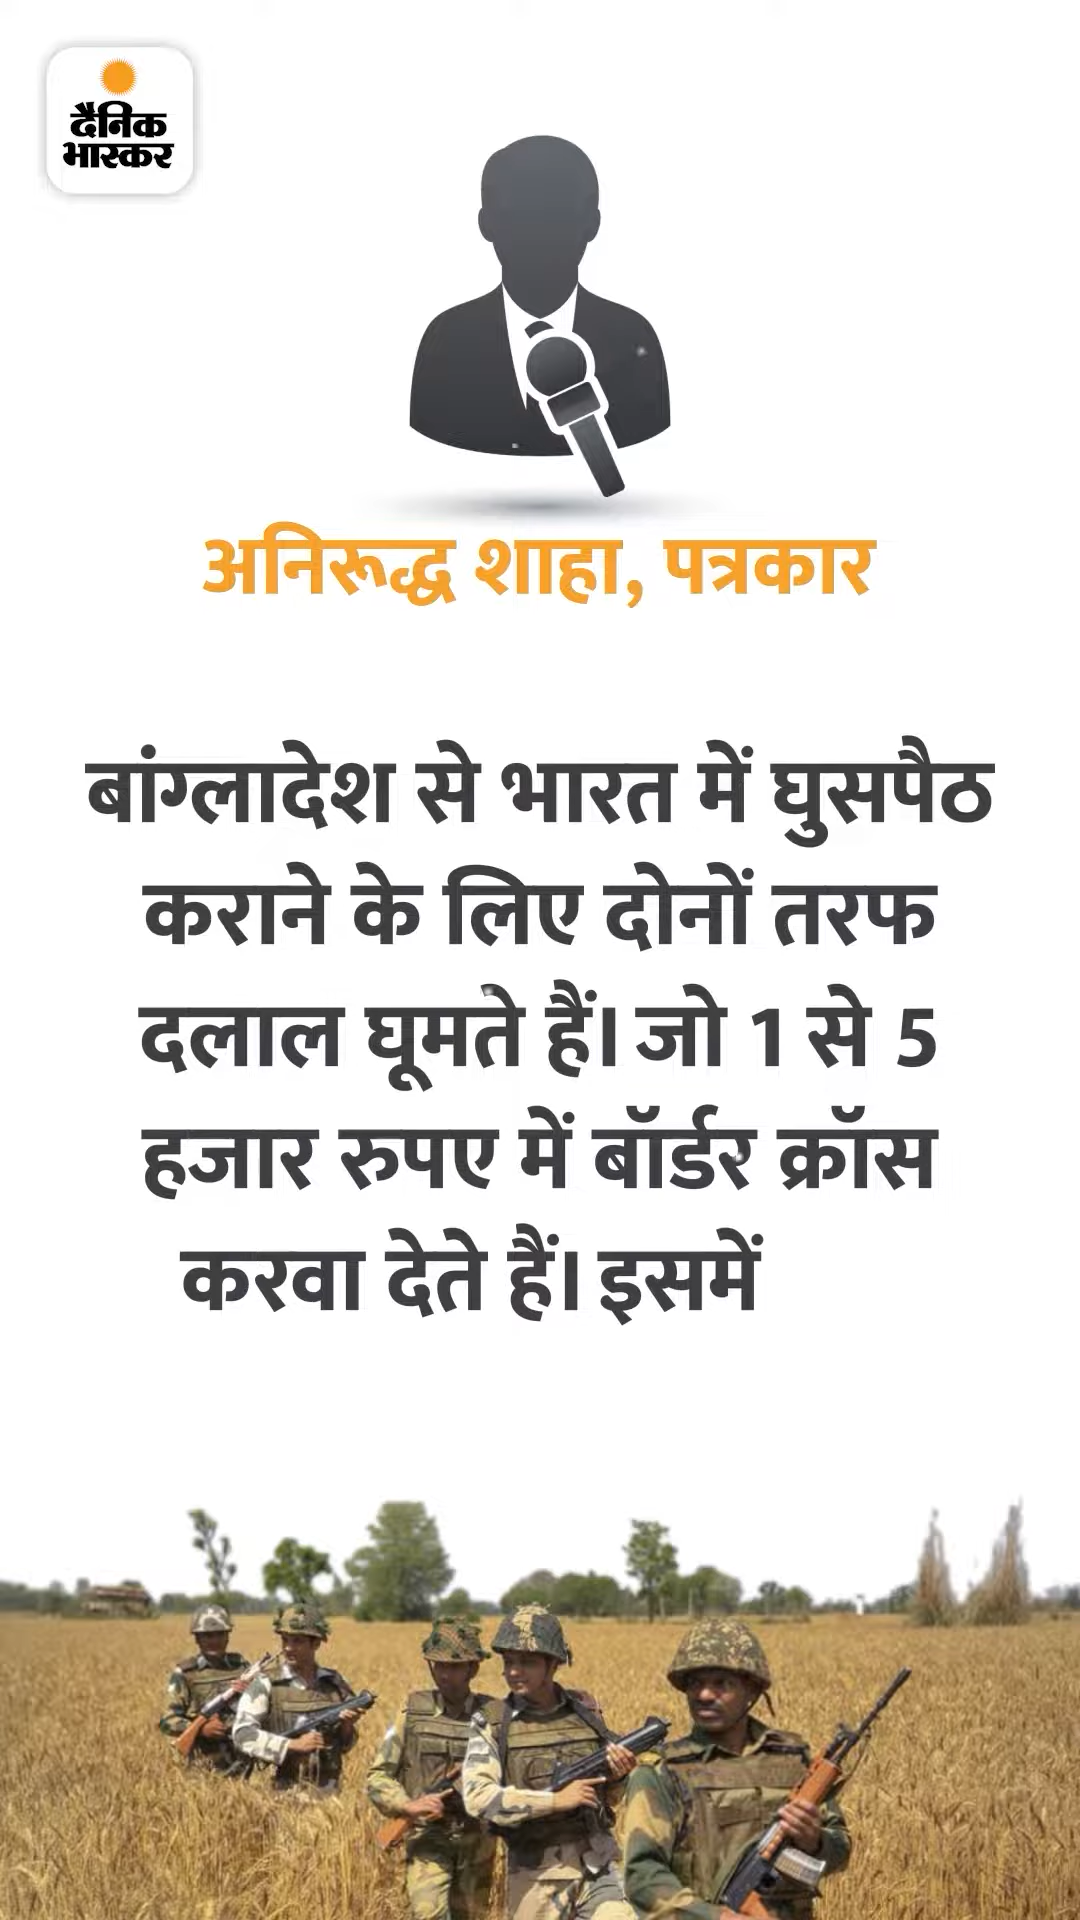 दैनिक
भास्कर
अनिरूद्ध शाहा, पत्रकार
बांग्लादेश से भारत में घुसपैठ
कराने के लिए दोनों तरफ
दलाल घूमते हैं। जो 1 से 5
हजार रुपए में बॉर्डर क्रॉस
करवा देते हैं। इसमें